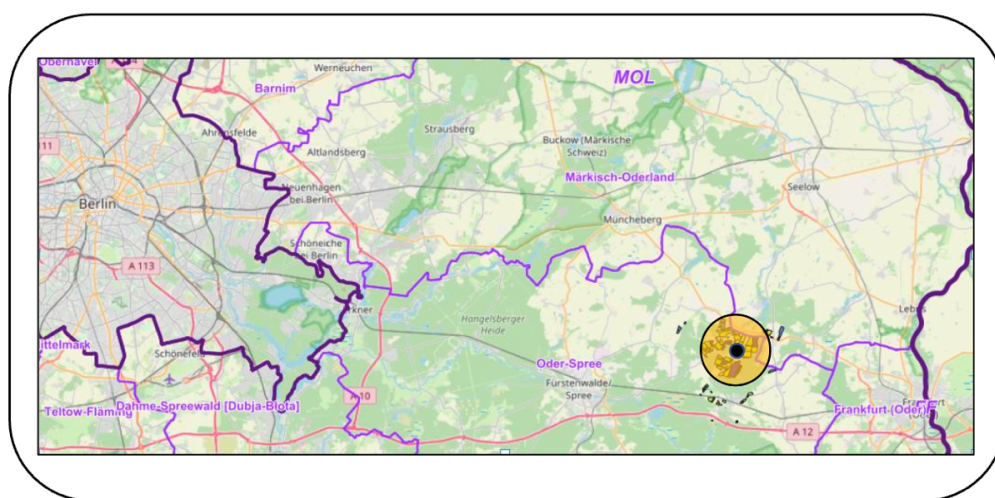 Obernavel
Werneuchen
MOL
Barnim
Strausberg
Ahrensfelde
11
Buckow (Märkische
Schweiz)
Altlandsberg
Märkisch-Oderland
Neuenhagen
bei Berlin
Seelow
Berlin
Müncheberg
Schöneiche
bei Berlin
A 113
Lebus
rkner
Hangelsberger
Heide
ittelmark
Schönefeld
Oder-Spree
Fürstenwalde/
Spree
A 10
Teltow-Fläming
Dahme-Spreewald [Dubja-Błota]
Frankfurt (Oder)
A 12